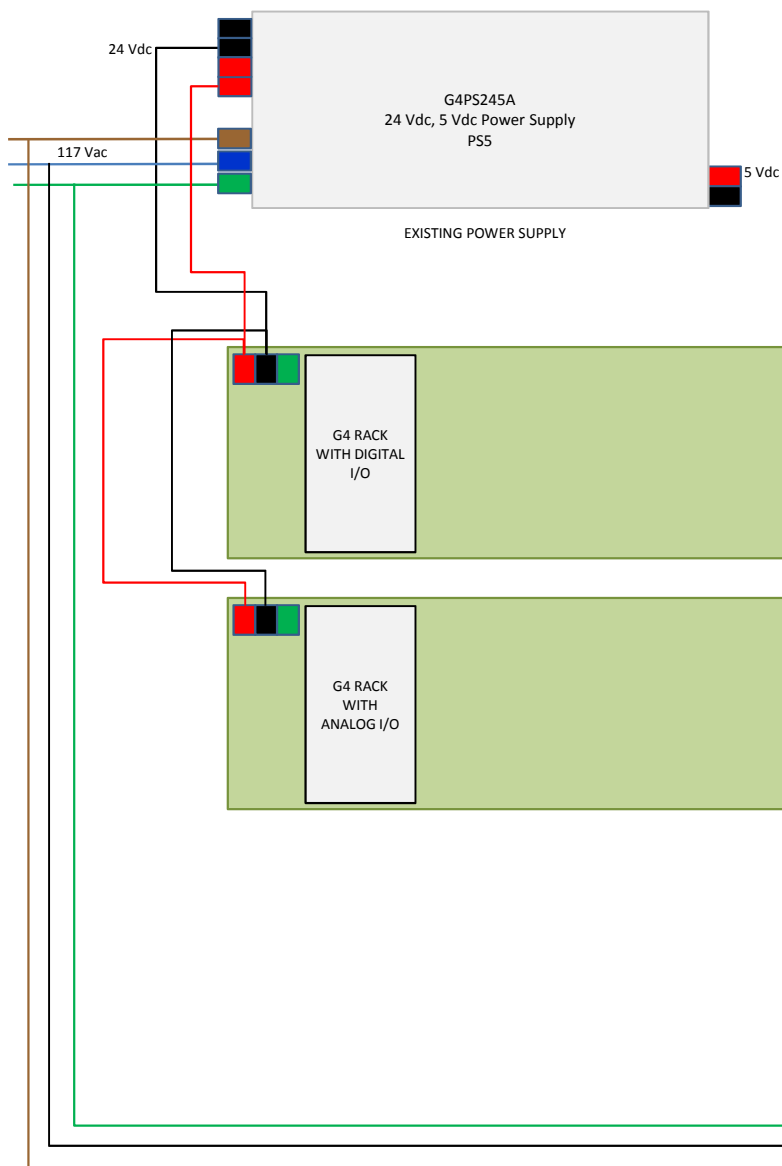 24 Vdc
G4PS245A
24 Vdc, 5 Vdc Power Supply
PS5
117 Vac
5 Vdc
EXISTING POWER SUPPLY
G4 RACK
WITH DIGITAL
I/O
G4 RACK
WITH
ANALOG I/O